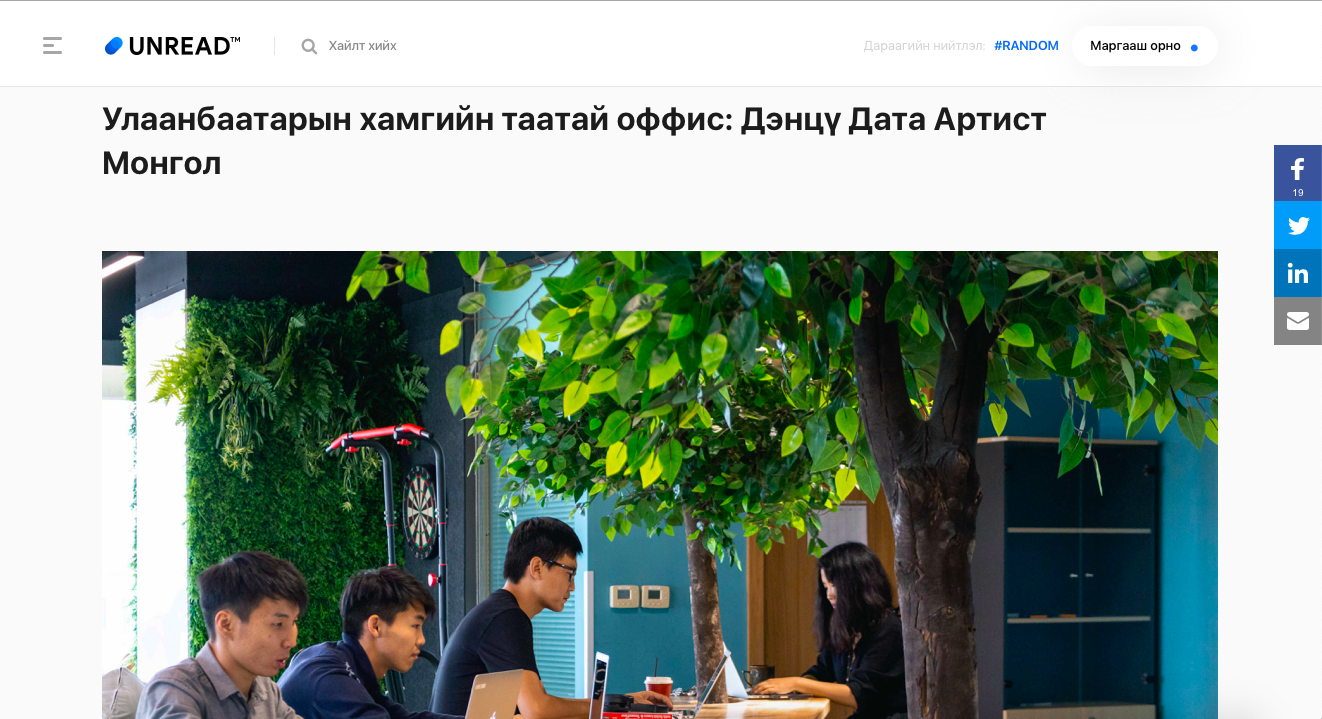 UNREAD™
Хайлт хийх
Дараагийн нийтлэл: #RANDOM
Маргааш орно
Улаанбаатарын хамгийн таатай оффис: Дэнцү Дата Артист
Монгол
19